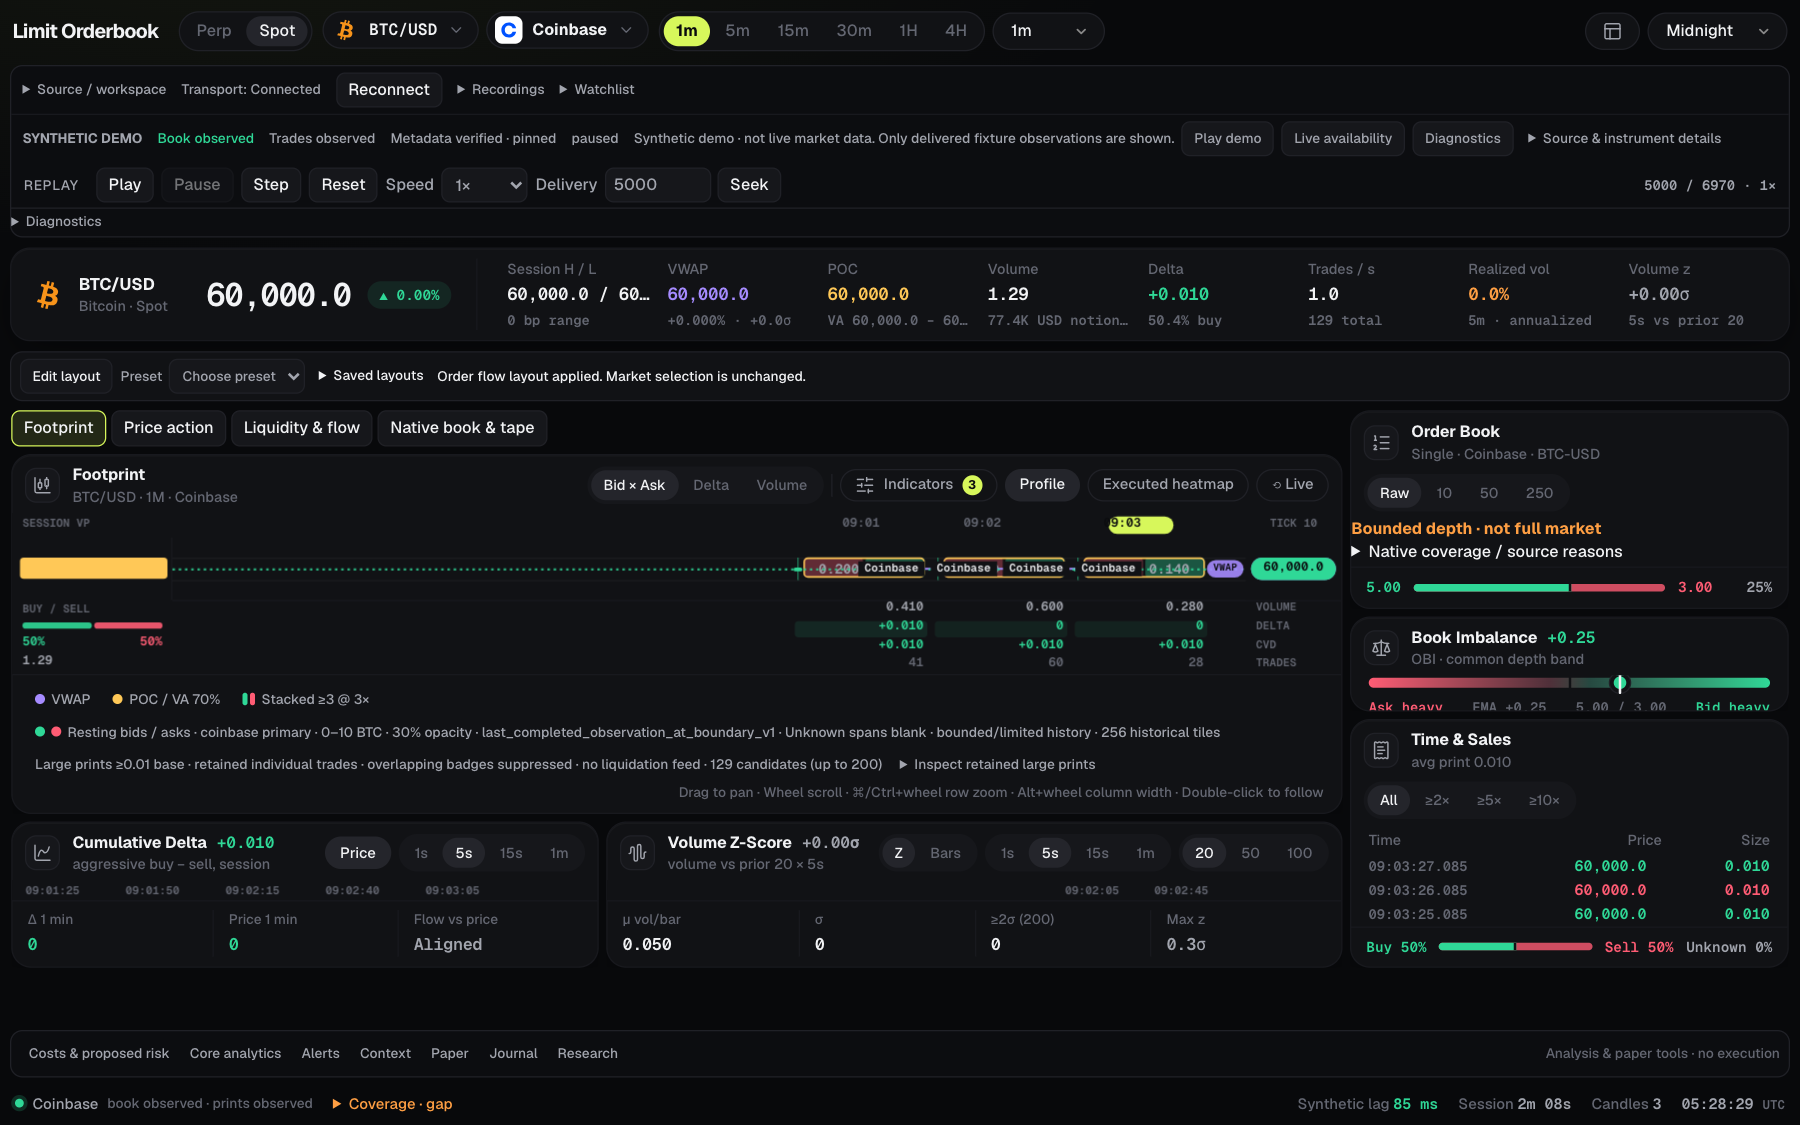 Limit Orderbook Perp Spot BTC/USD Coinbase 1m 5m 15m 30m 1H 4H 1m Midnight
Source / workspace Transport: Connected Reconnect Recordings Watchlist
SYNTHETIC DEMO Book observed Trades observed Metadata verified · pinned paused Synthetic demo · not live market data. Only delivered fixture observations are shown. Play demo Live availability Diagnostics Source & instrument details
REPLAY Play Pause Step Reset Speed 1× Delivery 5000 Seek 5000 / 6970 · 1×
Diagnostics
BTC/USD
Bitcoin · Spot
60,000.0 ▲ 0.00%
Session H / L
60,000.0 / 60…
0 bp range
VWAP
60,000.0
+0.000% · +0.0σ
POC
60,000.0
VA 60,000.0 – 60…
Volume
1.29
77.4K USD notion…
Delta
+0.010
50.4% buy
Trades / s
1.0
129 total
Realized vol
0.0%
5m · annualized
Volume z
+0.00σ
5s vs prior 20
Edit layout Preset Choose preset Saved layouts Order flow layout applied. Market selection is unchanged.
Footprint Price action Liquidity & flow Native book & tape
Footprint
BTC/USD · 1M · Coinbase
Bid × Ask Delta Volume Indicators 3 Profile Executed heatmap Live
SESSION VP 09:01 09:02 9:03 TICK 10
0.200 Coinbase Coinbase Coinbase Coinbase 0.140 VWAP 60,000.0
BUY / SELL 0.410 0.600 0.280 VOLUME
+0.010 0 0 DELTA
50% 50% +0.010 +0.010 +0.010 CVD
1.29 41 60 28 TRADES
VWAP POC / VA 70% Stacked ≥3 @ 3×
Resting bids / asks · coinbase primary · 0–10 BTC · 30% opacity · last_completed_observation_at_boundary_v1 · Unknown spans blank · bounded/limited history · 256 historical tiles
Large prints ≥0.01 base · retained individual trades · overlapping badges suppressed · no liquidation feed · 129 candidates (up to 200) Inspect retained large prints
Drag to pan · Wheel scroll · ⌘/Ctrl+wheel row zoom · Alt+wheel column width · Double-click to follow
Order Book
Single · Coinbase · BTC-USD
Raw 10 50 250
Bounded depth · not full market
Native coverage / source reasons
5.00 3.00 25%
Book Imbalance +0.25
OBI · common depth band
Ask heavy EMA +0.25 5.00 / 3.00 Bid heavy
Time & Sales
avg print 0.010
All ≥2× ≥5× ≥10×
Time Price Size
09:03:27.085 60,000.0 0.010
09:03:26.085 60,000.0 0.010
09:03:25.085 60,000.0 0.010
Buy 50% Sell 50% Unknown 0%
Cumulative Delta +0.010
aggressive buy – sell, session
Price 1s 5s 15s 1m
09:01:25 09:01:50 09:02:15 09:02:40 09:03:05
Δ 1 min Price 1 min Flow vs price
0 0 Aligned
Volume Z-Score +0.00σ
volume vs prior 20 × 5s
Z Bars 1s 5s 15s 1m 20 50 100
09:02:05 09:02:45
μ vol/bar σ ≥2σ (200) Max z
0.050 0 0 0.3σ
Costs & proposed risk Core analytics Alerts Context Paper Journal Research Analysis & paper tools · no execution
Coinbase book observed · prints observed Coverage · gap Synthetic lag 85 ms Session 2m 08s Candles 3 05:28:29 UTC